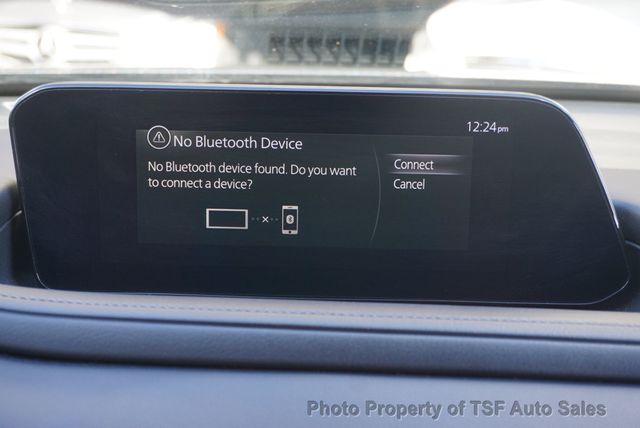 12:24pm
No Bluetooth Device
No Bluetooth device found. Do you want
to connect a device?
Connect
Cancel
Photo Property of TSF Auto Sales